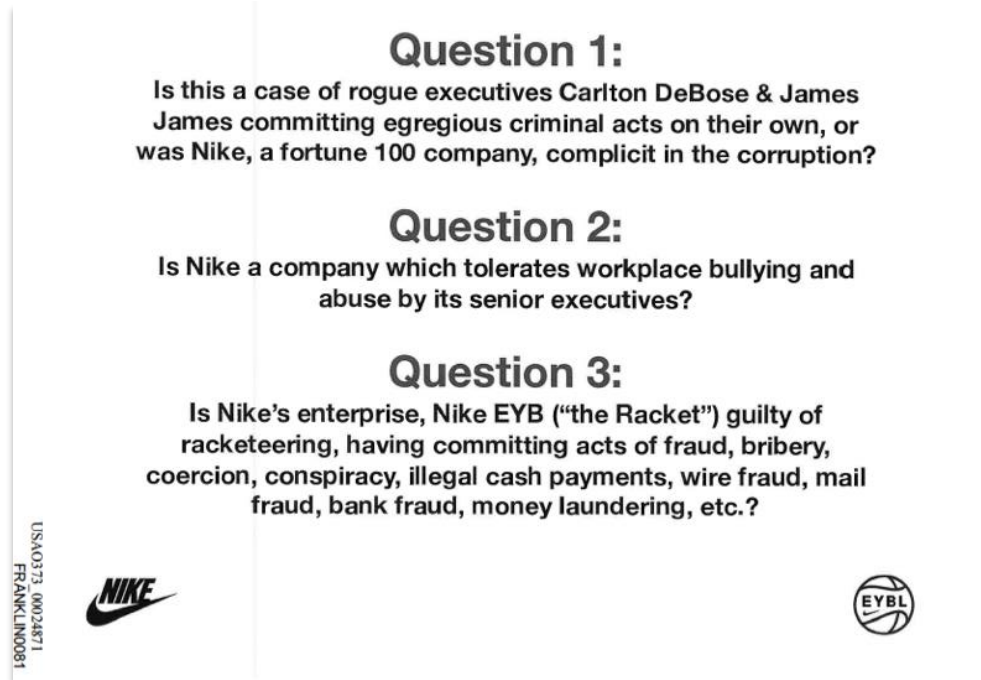 Question 1:
Is this a case of rogue executives Carlton DeBose & James
James committing egregious criminal acts on their own, or
was Nike, a fortune 100 company, complicit in the corruption?
Question 2:
Is Nike a company which tolerates workplace bullying and
abuse by its senior executives?
Question 3:
Is Nike’s enterprise, Nike EYB (“the Racket”) guilty of
racketeering, having committing acts of fraud, bribery,
coercion, conspiracy, illegal cash payments, wire fraud, mail
fraud, bank fraud, money laundering, etc.?
USAO373_00024871
FRANKLIN0081
NIKE
EYBL